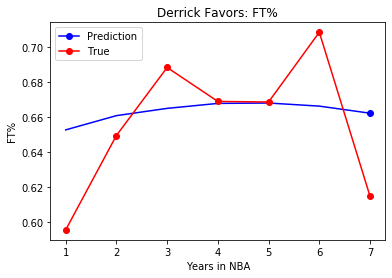 Derrick Favors: FT%
Prediction
True
0.70
0.68
0.66
0.64
0.62
0.60
FT%
1 2 3 4 5 6 7
Years in NBA